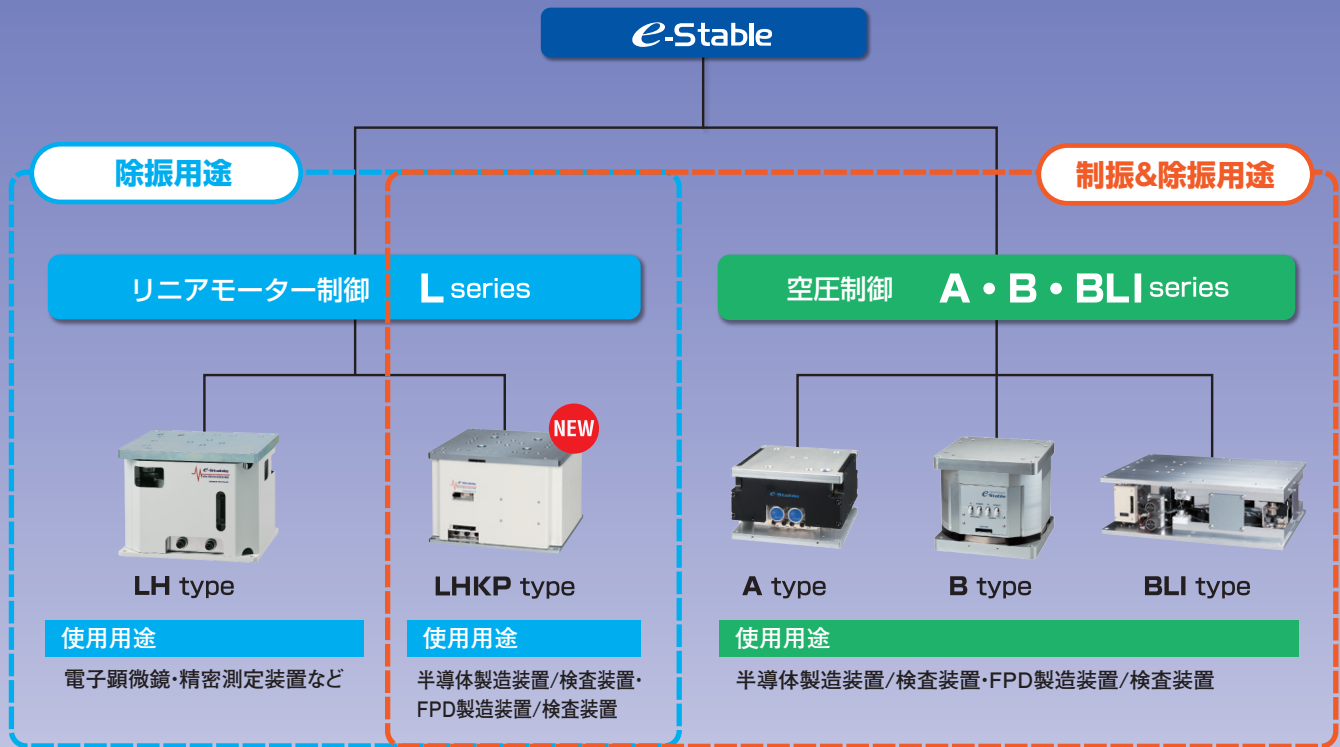 e-Stable
除振用途
制振&除振用途
リニアモーター制御 L series
空圧制御 A・B・BLI series
NEW
e-Stable
e-Stable
e-Stable
e-Stable
LH type
LHKP type
A type
B type
BLI type
使用用途
電子顕微鏡・精密測定装置など
使用用途
半導体製造装置/検査装置・
FPD製造装置/検査装置
使用用途
半導体製造装置/検査装置・FPD製造装置/検査装置